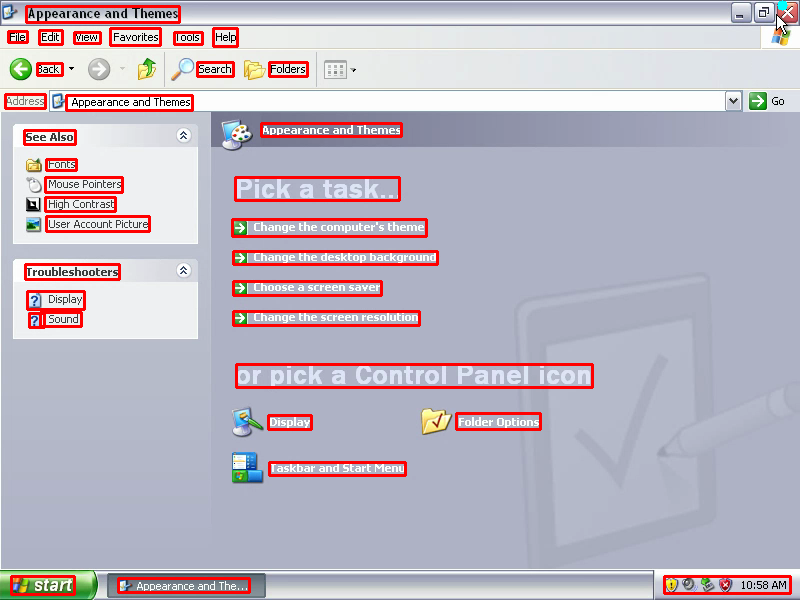 Appearance and Themes
File Edit View Favorites Tools Help
Back Search Folders
Address Appearance and Themes Go
See Also
Fonts
Mouse Pointers
High Contrast
User Account Picture
Troubleshooters
Display
Sound
Appearance and Themes
Pick a task...
Change the computer's theme
Change the desktop background
Choose a screen saver
Change the screen resolution
or pick a Control Panel icon
Display Folder Options
Taskbar and Start Menu
start Appearance and The... 10:58 AM